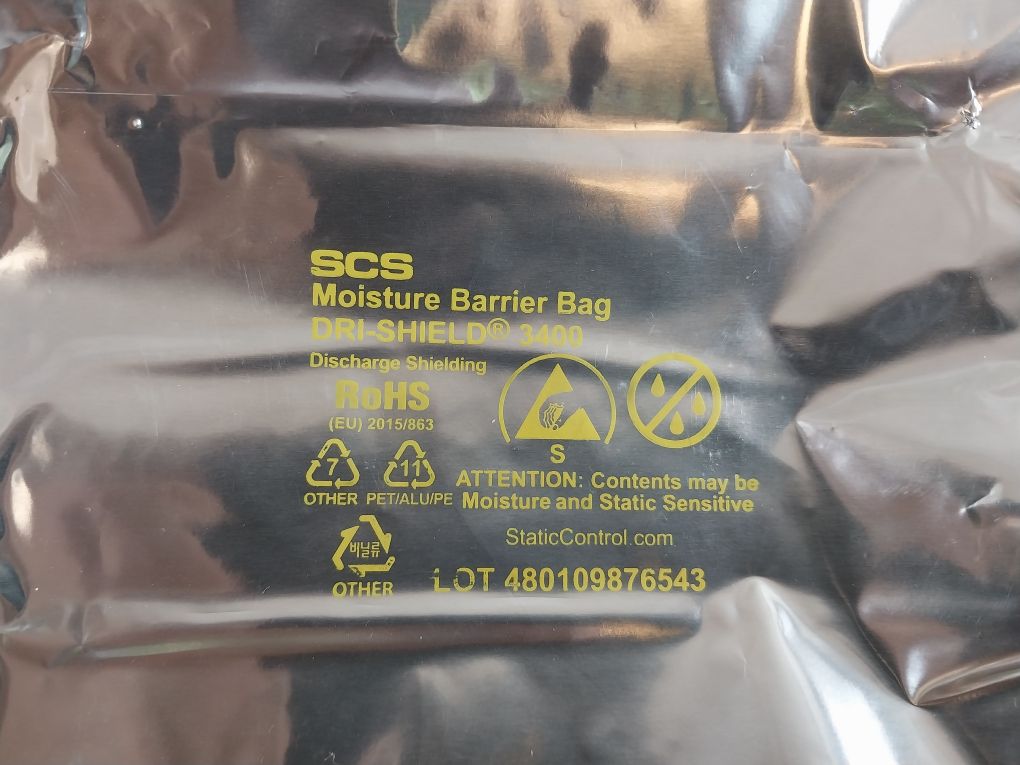 SCS
Moisture Barrier Bag
DRI-SHIELD® 3400
Discharge Shielding
RoHS
(EU) 2015/863
S
7
OTHER
11
PET/ALU/PE
ATTENTION: Contents may be
Moisture and Static Sensitive
StaticControl.com
비닐류
OTHER
LOT 480109876543